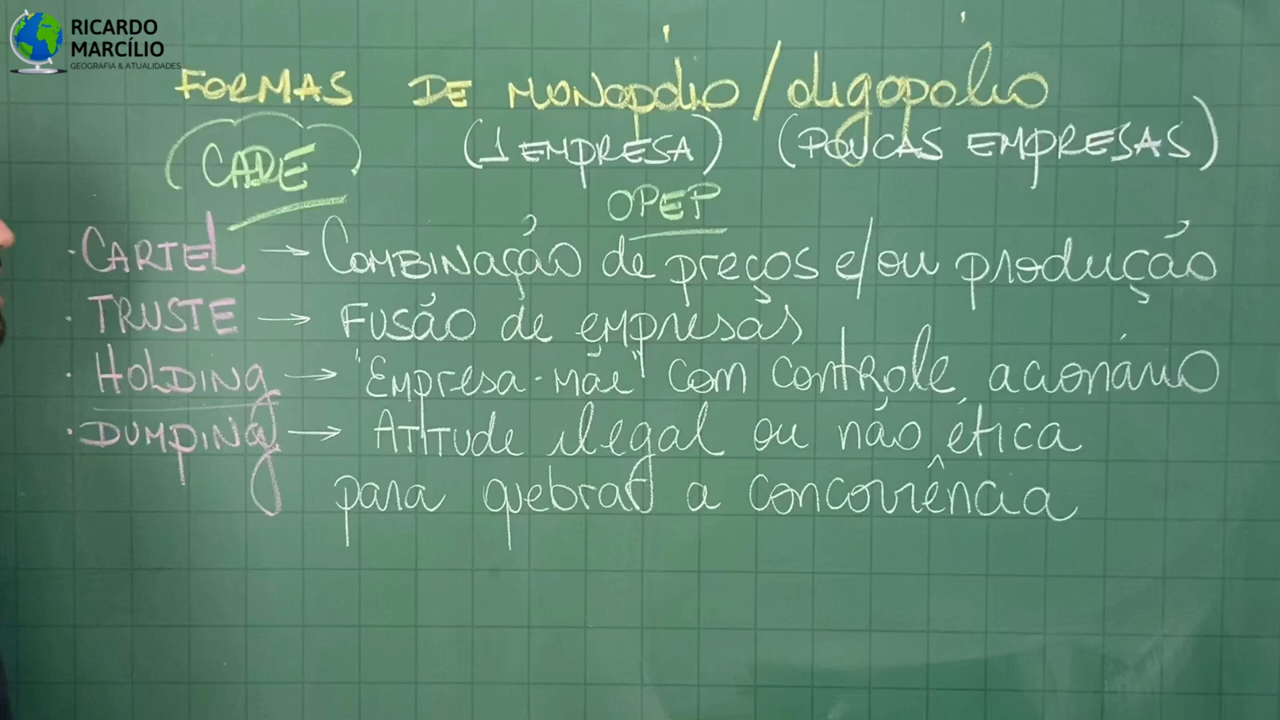 RICARDO
MARCÍLIO
GEOGRAFIA & ATUALIDADES
FORMAS DE MONOPÓLIO / OLIGOPÓLIO
CADE (1 EMPRESA) (POUCAS EMPRESAS)
OPEP
• CARTEL → COMBINAÇÃO de preços e/ou produção
• TRUSTE → FUSÃO de empresas
• HOLDING → "Empresa-mãe" com controle acionário
• DUMPING → Atitude ilegal ou não ética
para quebrar a concorrência